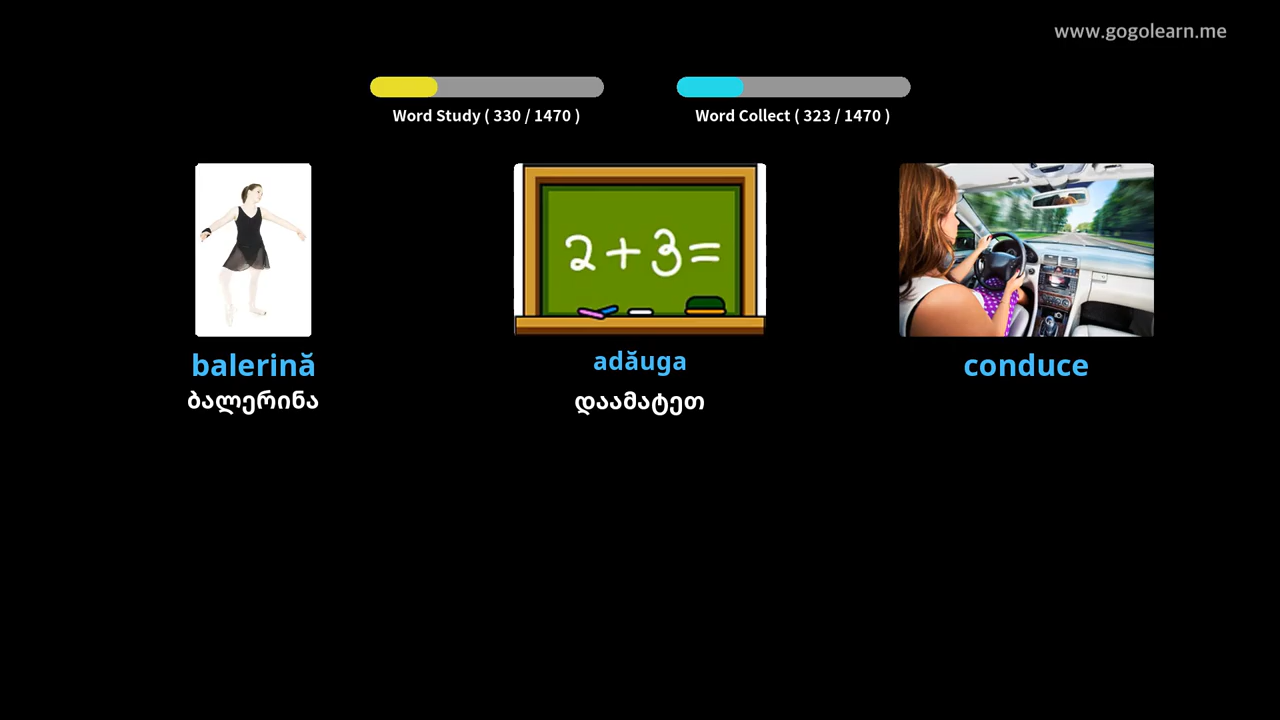 www.gogolearn.me
Word Study ( 330 / 1470 )
Word Collect ( 323 / 1470 )
2+3=
balerină
ბალერინა
adăuga
დაამატეთ
conduce